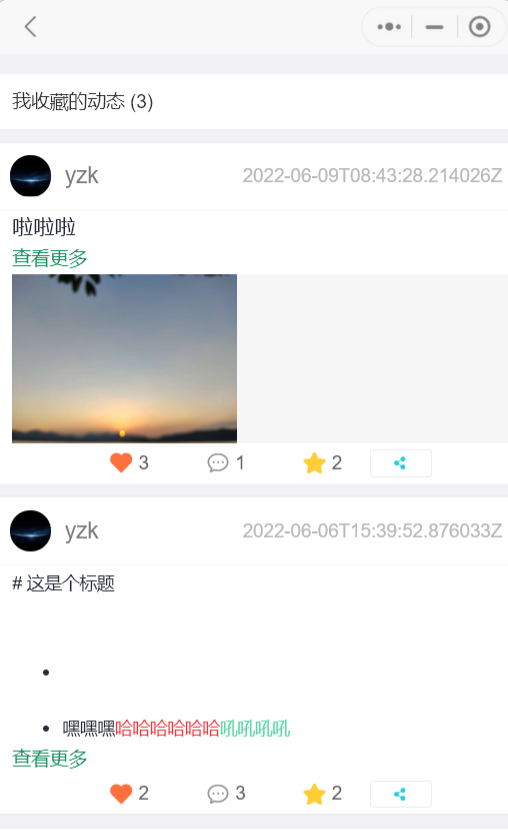 我收藏的动态 (3)
yzk 2022-06-09T08:43:28.214026Z
啦啦啦
查看更多
3 1 2
yzk 2022-06-06T15:39:52.876033Z
# 这是个标题
• 
• 嘿嘿嘿哈哈哈哈哈哈吼吼吼吼
查看更多
2 3 2